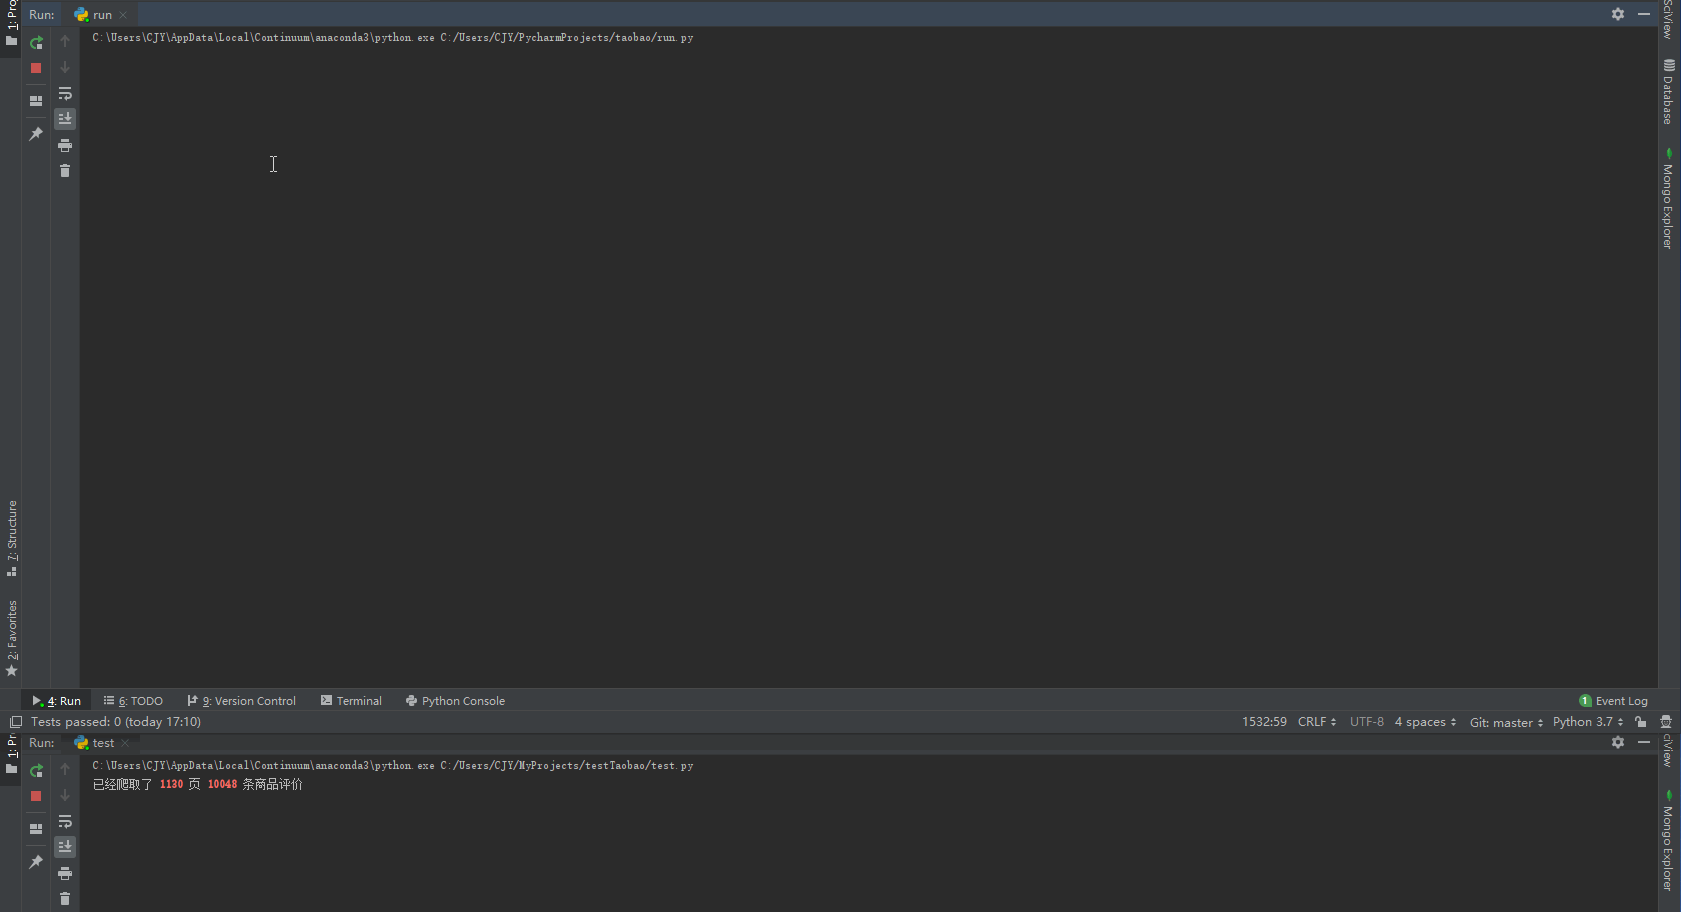 Run: run
C:\Users\CJY\AppData\Local\Continuum\anaconda3\python.exe C:/Users/CJY/PycharmProjects/taobao/run.py
SciView
Database
Mongo Explorer
7: Structure
2: Favorites
4: Run 6: TODO 9: Version Control Terminal Python Console 1 Event Log
Tests passed: 0 (today 17:10) 1532:59 CRLF UTF-8 4 spaces Git: master Python 3.7
Run: test
C:\Users\CJY\AppData\Local\Continuum\anaconda3\python.exe C:/Users/CJY/MyProjects/testTaobao/test.py
已经爬取了 1130 页 10048 条商品评价
ciView
Mongo Explorer